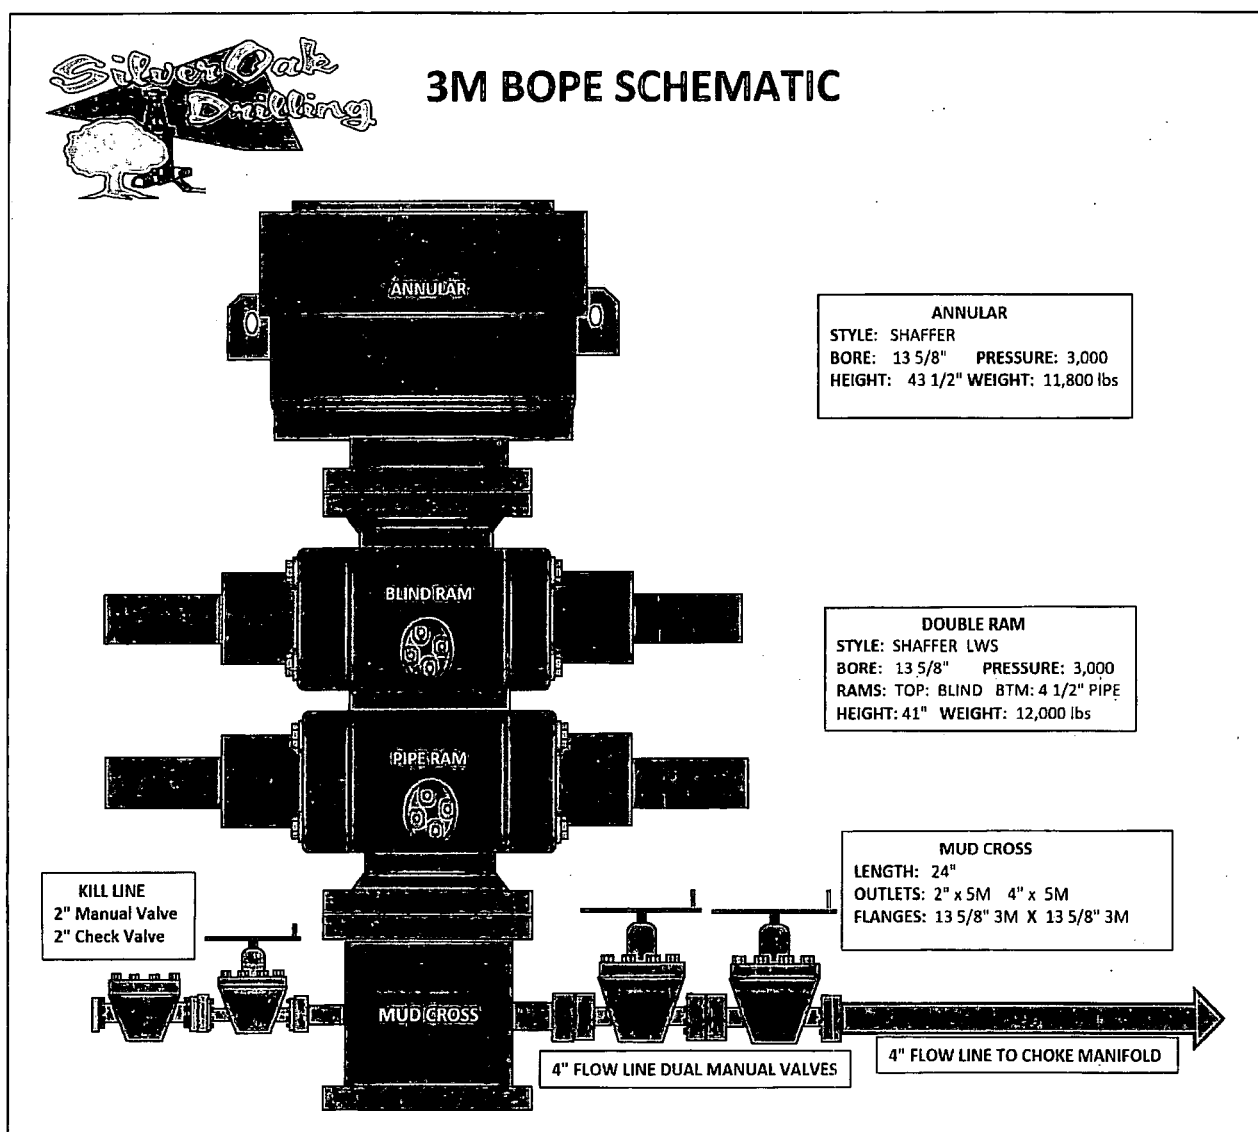 Silver Oak
Drilling
3M BOPE SCHEMATIC
ANNULAR
ANNULAR
STYLE: SHAFFER
BORE: 13 5/8" PRESSURE: 3,000
HEIGHT: 43 1/2" WEIGHT: 11,800 lbs
BLIND RAM
DOUBLE RAM
STYLE: SHAFFER LWS
BORE: 13 5/8" PRESSURE: 3,000
RAMS: TOP: BLIND BTM: 4 1/2" PIPE
HEIGHT: 41" WEIGHT: 12,000 lbs
PIPE RAM
MUD CROSS
LENGTH: 24"
OUTLETS: 2" x 5M 4" x 5M
FLANGES: 13 5/8" 3M X 13 5/8" 3M
KILL LINE
2" Manual Valve
2" Check Valve
MUD CROSS
4" FLOW LINE DUAL MANUAL VALVES
4" FLOW LINE TO CHOKE MANIFOLD